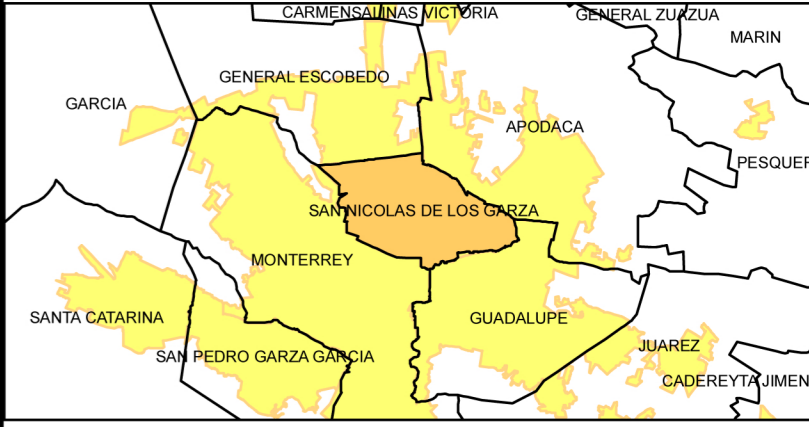 CARMEN
SALINAS VICTORIA
GENERAL ZUAZUA
MARIN
GENERAL ESCOBEDO
GARCIA
APODACA
PESQUER
SAN NICOLAS DE LOS GARZA
MONTERREY
SANTA CATARINA
GUADALUPE
JUAREZ
SAN PEDRO GARZA GARCIA
CADEREYTA JIMEN